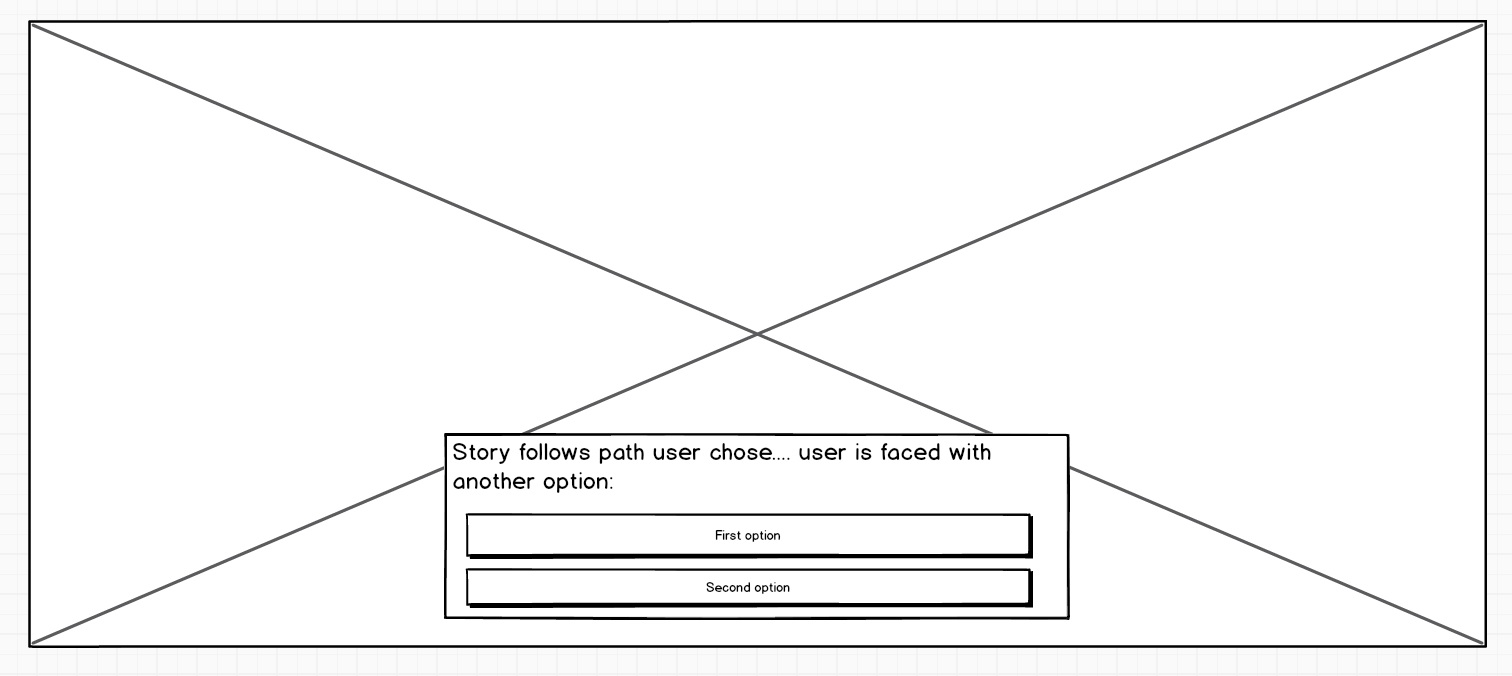 Story follows path user chose.... user is faced with
another option:
First option
Second option